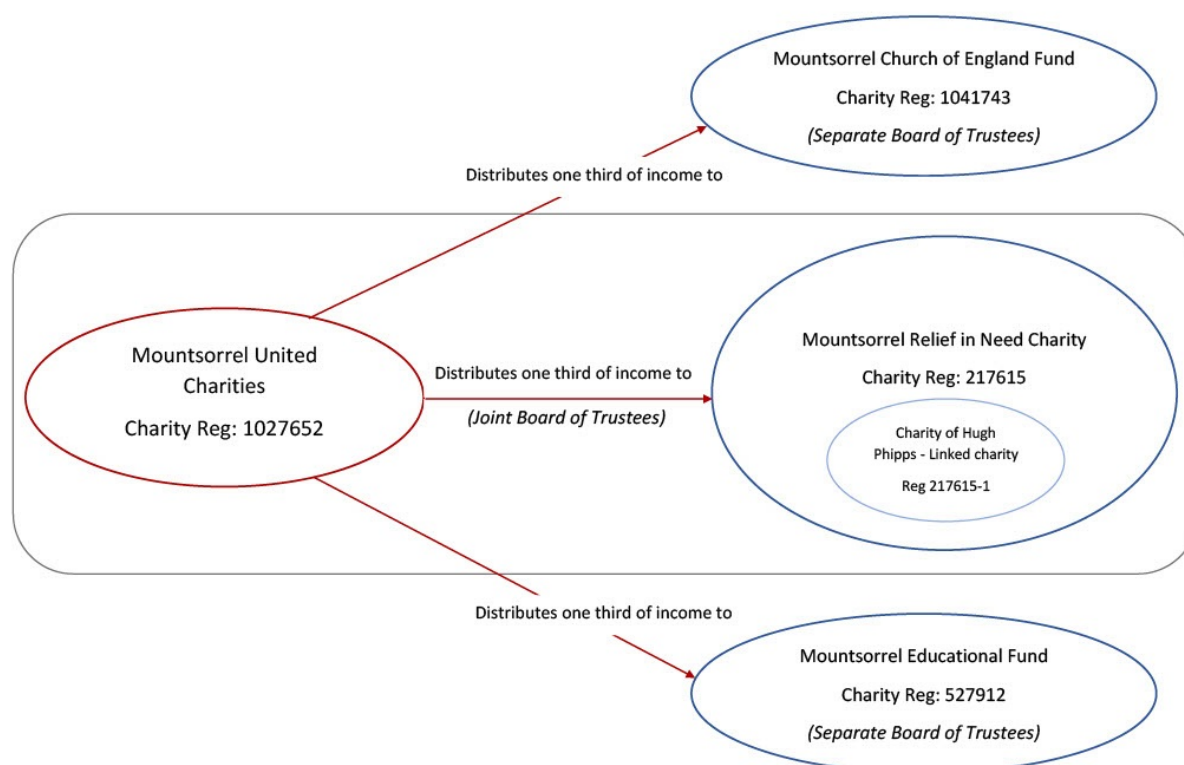 Mountsorrel Church of England Fund
Charity Reg: 1041743
(Separate Board of Trustees)
Distributes one third of income to
Mountsorrel United
Charities
Charity Reg: 1027652
Distributes one third of income to
(Joint Board of Trustees)
Mountsorrel Relief in Need Charity
Charity Reg: 217615
Charity of Hugh
Phipps - Linked charity
Reg 217615-1
Distributes one third of income to
Mountsorrel Educational Fund
Charity Reg: 527912
(Separate Board of Trustees)